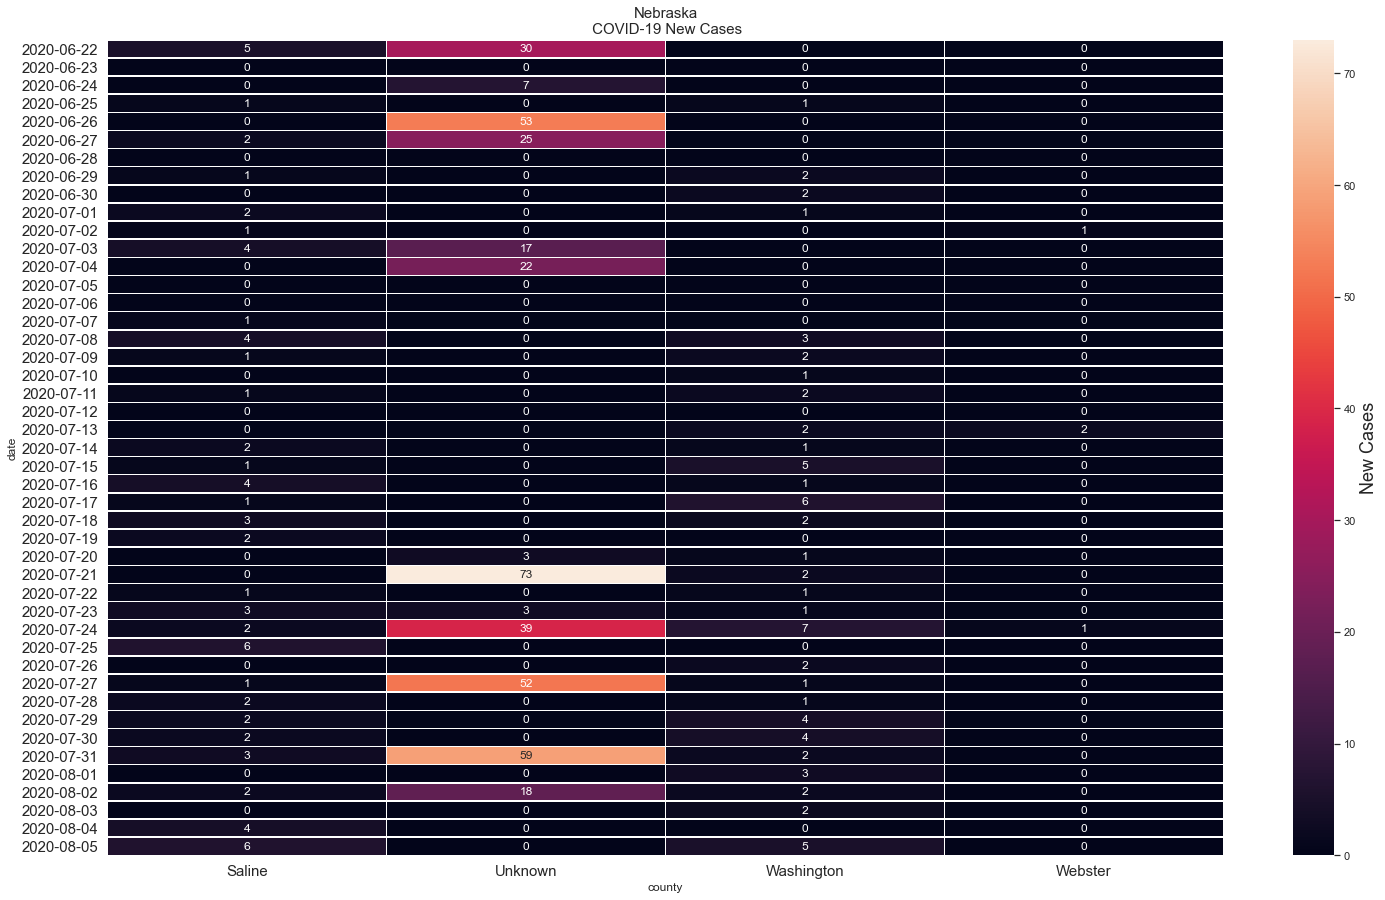 Nebraska
COVID-19 New Cases
2020-06-22 5 30 0 0
2020-06-23 0 0 0 0
2020-06-24 0 7 0 0
2020-06-25 1 0 1 0
2020-06-26 0 53 0 0
2020-06-27 2 25 0 0
2020-06-28 0 0 0 0
2020-06-29 1 0 2 0
2020-06-30 0 0 2 0
2020-07-01 2 0 1 0
2020-07-02 1 0 0 1
2020-07-03 4 17 0 0
2020-07-04 0 22 0 0
2020-07-05 0 0 0 0
2020-07-06 0 0 0 0
2020-07-07 1 0 0 0
2020-07-08 4 0 3 0
2020-07-09 1 0 2 0
2020-07-10 0 0 1 0
2020-07-11 1 0 2 0
2020-07-12 0 0 0 0
2020-07-13 0 0 2 2
2020-07-14 2 0 1 0
2020-07-15 1 0 5 0
2020-07-16 4 0 1 0
2020-07-17 1 0 6 0
2020-07-18 3 0 2 0
2020-07-19 2 0 0 0
2020-07-20 0 3 1 0
2020-07-21 0 73 2 0
2020-07-22 1 0 1 0
2020-07-23 3 3 1 0
2020-07-24 2 39 7 1
2020-07-25 6 0 0 0
2020-07-26 0 0 2 0
2020-07-27 1 52 1 0
2020-07-28 2 0 1 0
2020-07-29 2 0 4 0
2020-07-30 2 0 4 0
2020-07-31 3 59 2 0
2020-08-01 0 0 3 0
2020-08-02 2 18 2 0
2020-08-03 0 0 2 0
2020-08-04 4 0 0 0
2020-08-05 6 0 5 0
Saline Unknown Washington Webster
county
date
70
60
50
40
30
20
10
0
New Cases